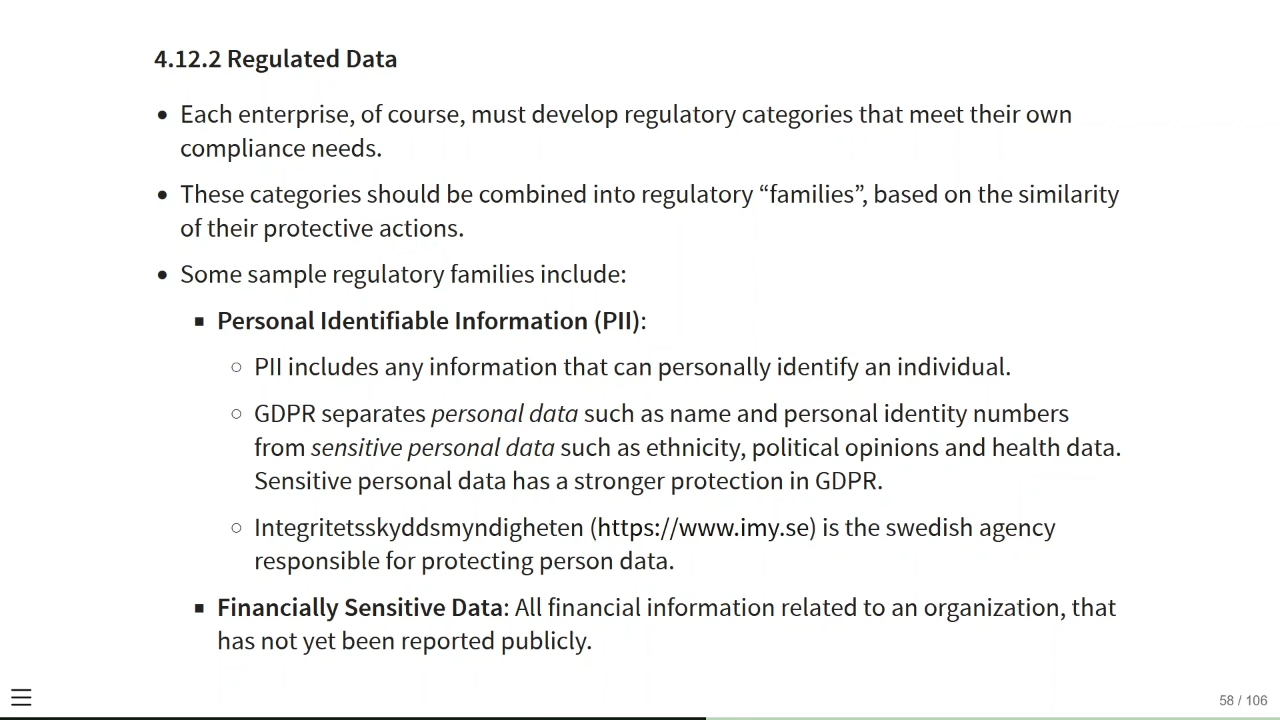 4.12.2 Regulated Data
• Each enterprise, of course, must develop regulatory categories that meet their own
compliance needs.
• These categories should be combined into regulatory “families”, based on the similarity
of their protective actions.
• Some sample regulatory families include:
▪ Personal Identifiable Information (PII):
○ PII includes any information that can personally identify an individual.
○ GDPR separates personal data such as name and personal identity numbers
from sensitive personal data such as ethnicity, political opinions and health data.
Sensitive personal data has a stronger protection in GDPR.
○ Integritetsskyddsmyndigheten (https://www.imy.se) is the swedish agency
responsible for protecting person data.
▪ Financially Sensitive Data: All financial information related to an organization, that
has not yet been reported publicly.
58 / 106